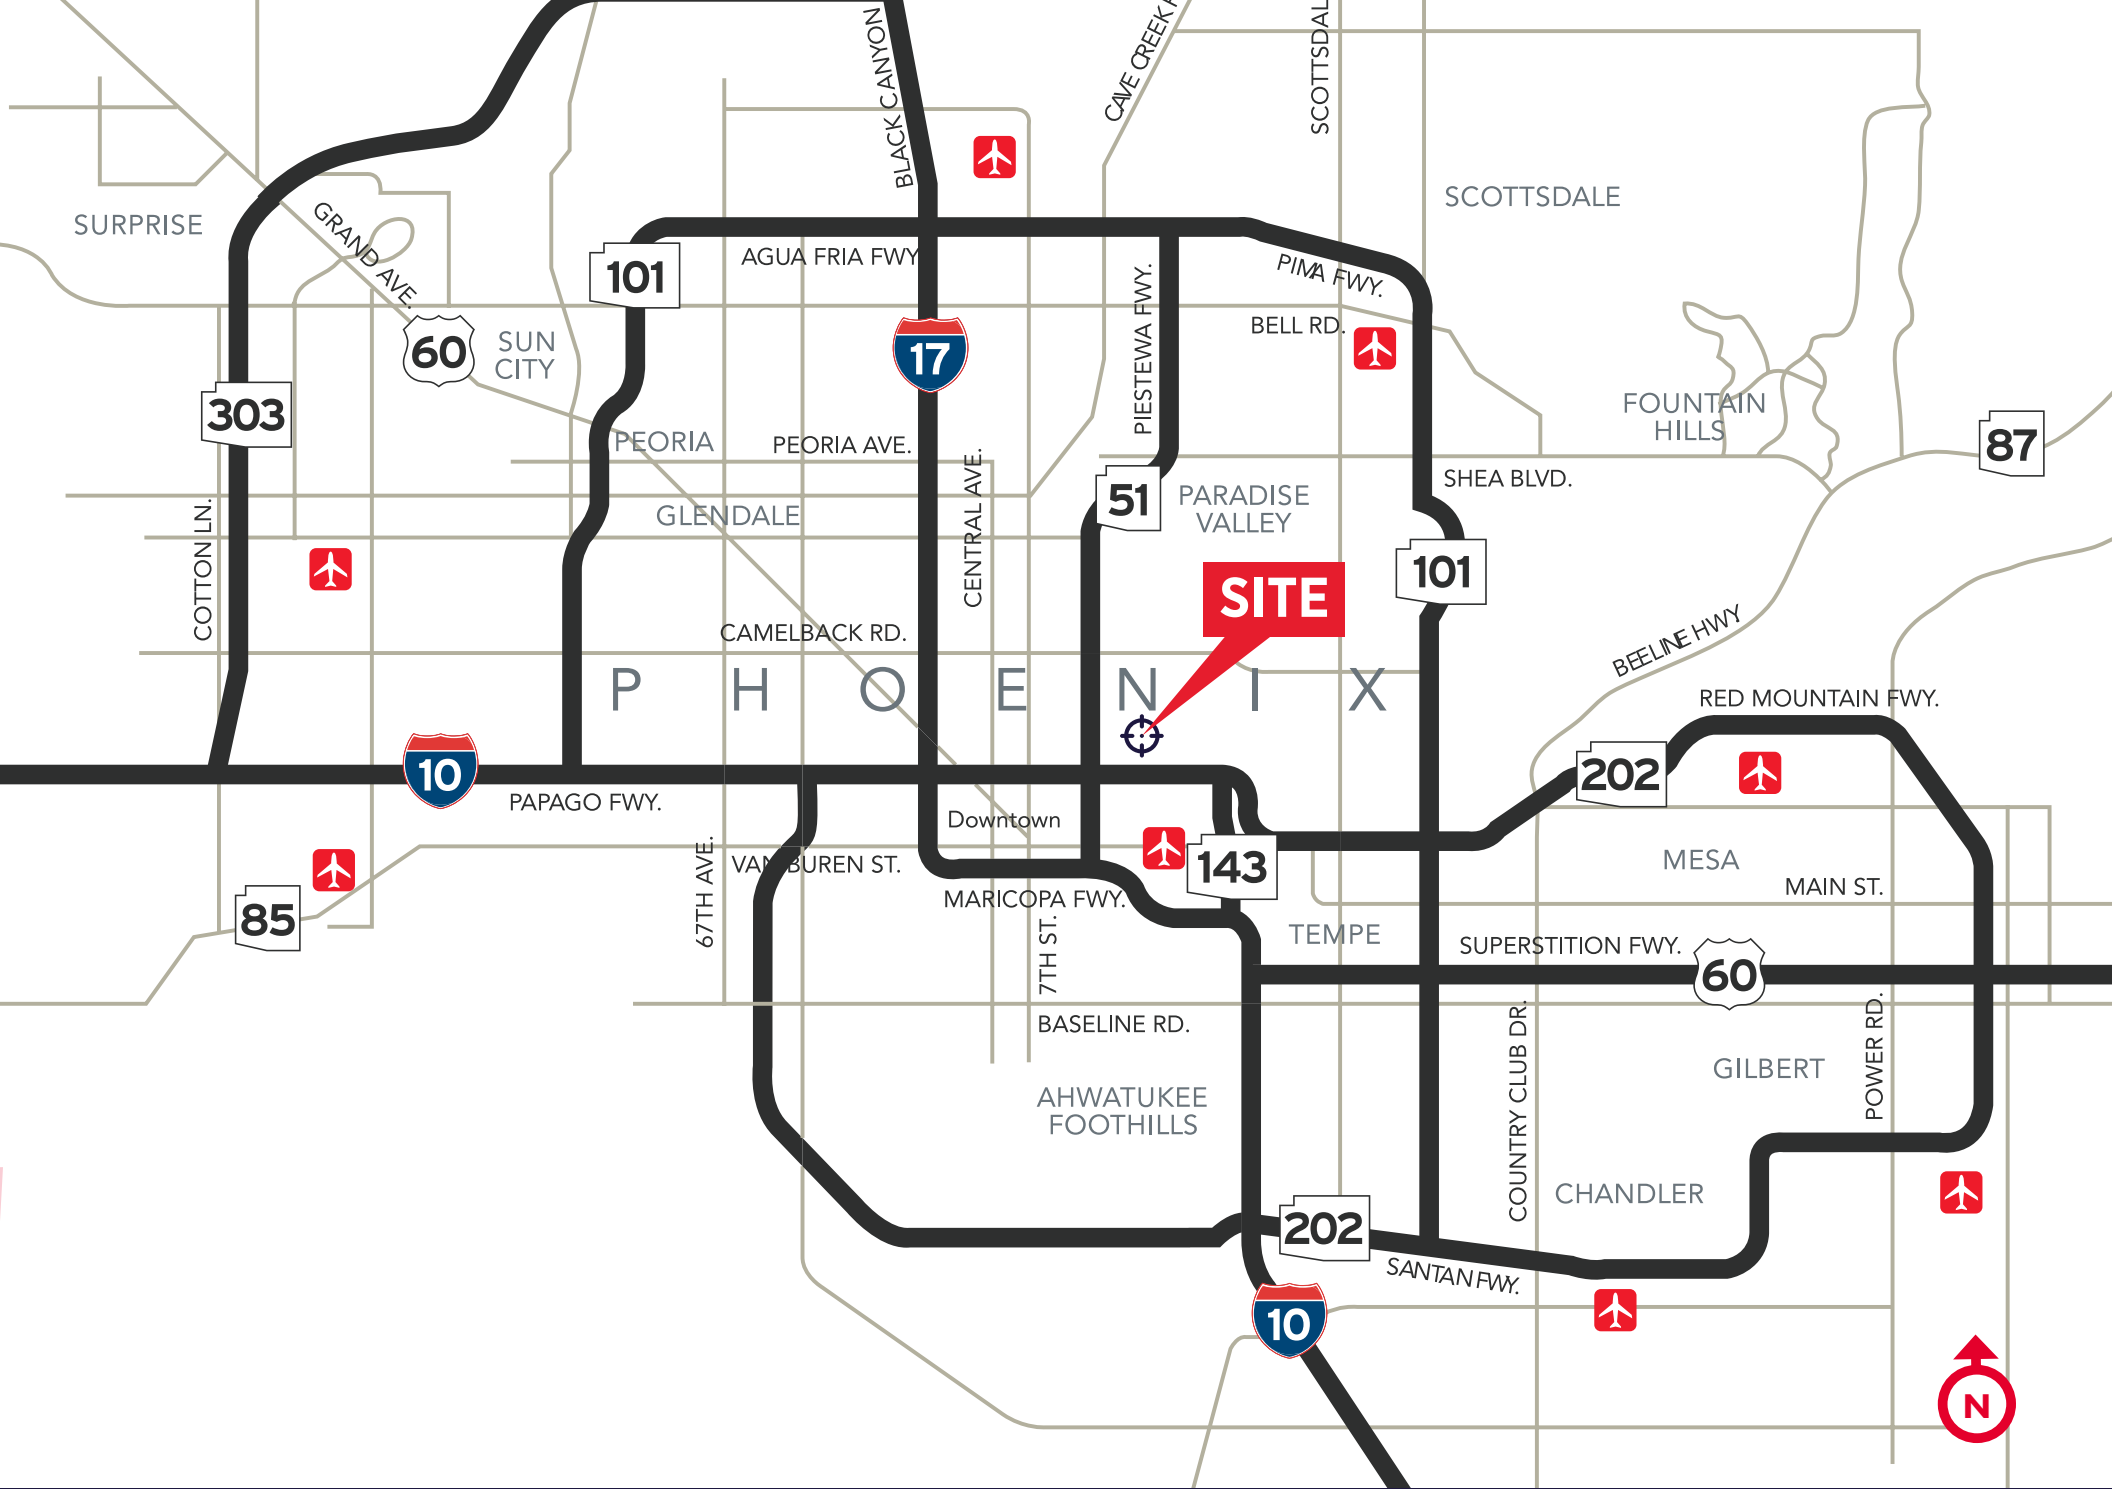 BLACK CANYON
CAVE CREEK
SCOTTSDAL
SURPRISE
GRAND AVE.
SCOTTSDALE
AGUA FRIA FWY
101
PIMA FWY.
PIESTEWA FWY.
BELL RD.
60
SUN
CITY
17
303
PEORIA
PEORIA AVE.
FOUNTAIN
HILLS
87
CENTRAL AVE.
51
SHEA BLVD.
PARADISE
VALLEY
GLENDALE
COTTON LN.
101
SITE
CAMELBACK RD.
BEELINE HWY
PHOENIX
RED MOUNTAIN FWY.
10
PAPAGO FWY.
202
Downtown
67TH AVE.
VAN BUREN ST.
143
MESA
MAIN ST.
MARICOPA FWY.
85
7TH ST.
TEMPE
SUPERSTITION FWY.
60
BASELINE RD.
COUNTRY CLUB DR.
POWER RD.
GILBERT
AHWATUKEE
FOOTHILLS
CHANDLER
202
SANTAN FWY.
10
N